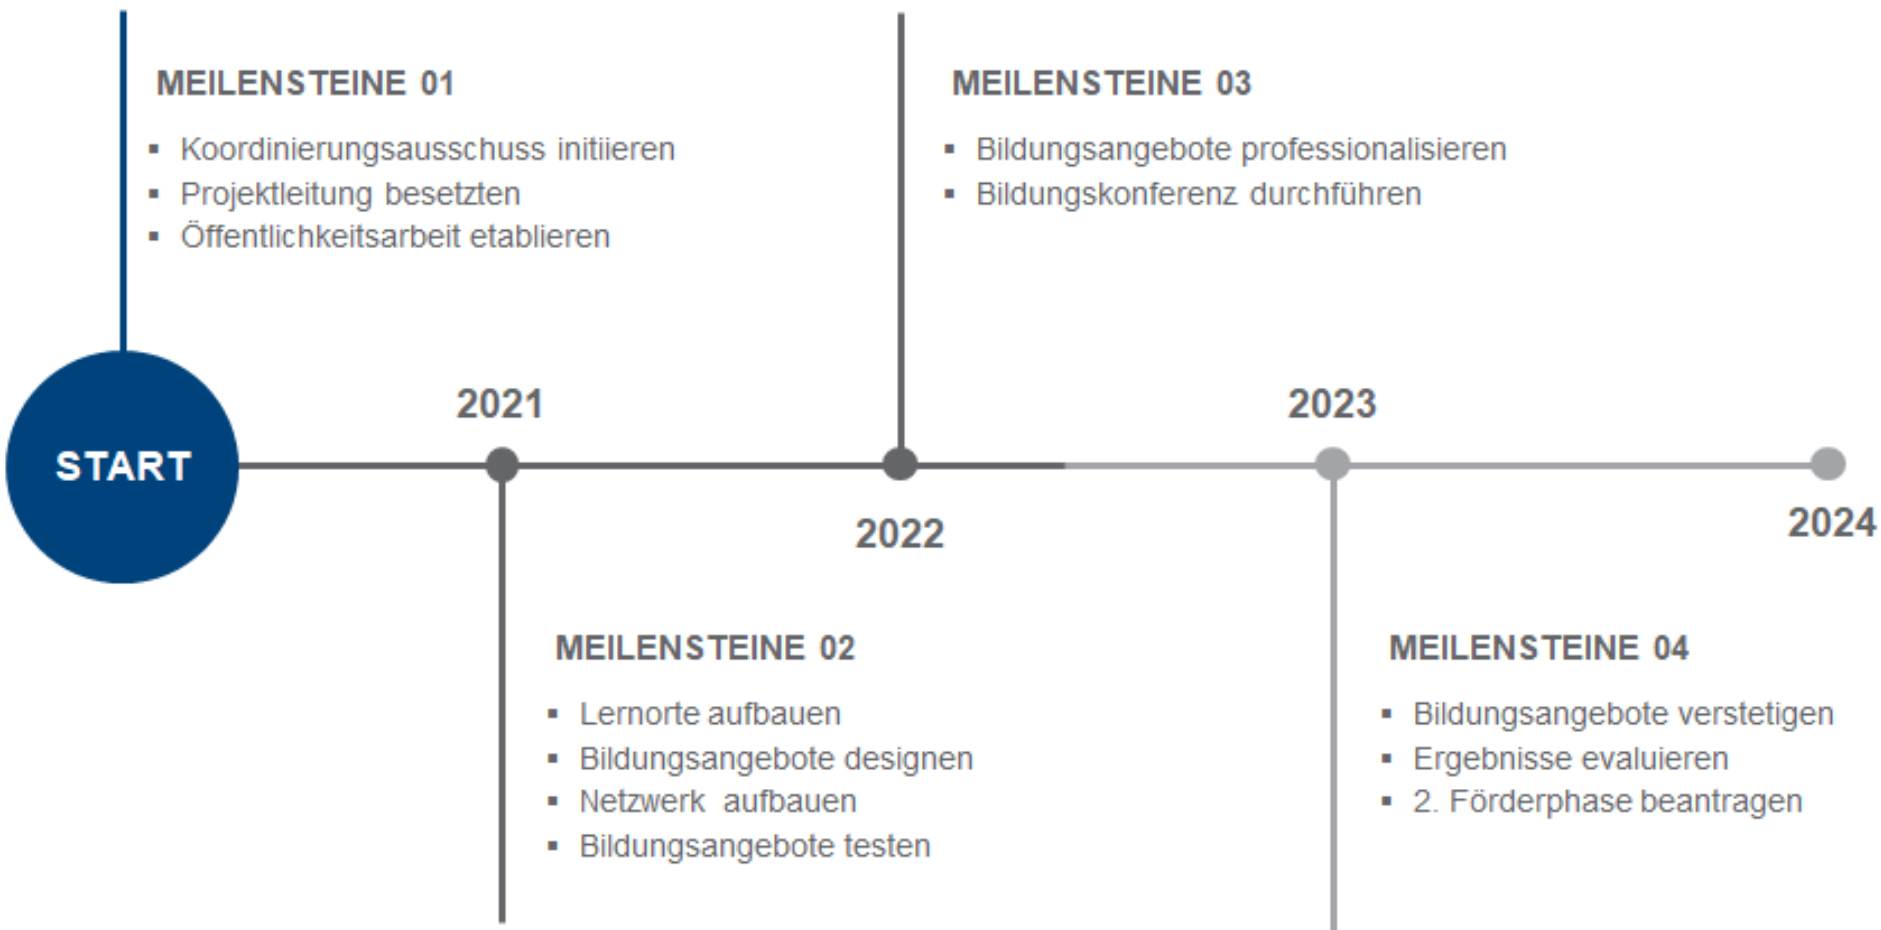 MEILENSTEINE 01
▪ Koordinierungsausschuss initiieren
▪ Projektleitung besetzten
▪ Öffentlichkeitsarbeit etablieren
MEILENSTEINE 03
▪ Bildungsangebote professionalisieren
▪ Bildungskonferenz durchführen
START
2021
2022
2023
2024
MEILENSTEINE 02
▪ Lernorte aufbauen
▪ Bildungsangebote designen
▪ Netzwerk aufbauen
▪ Bildungsangebote testen
MEILENSTEINE 04
▪ Bildungsangebote verstetigen
▪ Ergebnisse evaluieren
▪ 2. Förderphase beantragen